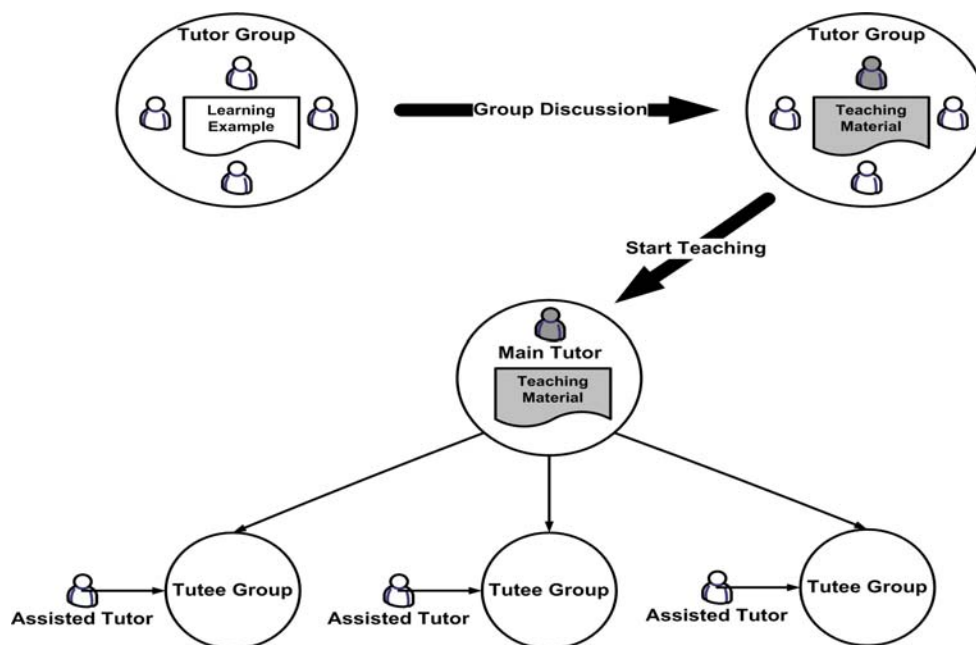 Tutor Group
Learning
Example
Group Discussion
Tutor Group
Teaching
Material
Start Teaching
Main Tutor
Teaching
Material
Tutee Group
Assisted Tutor
Tutee Group
Assisted Tutor
Tutee Group
Assisted Tutor